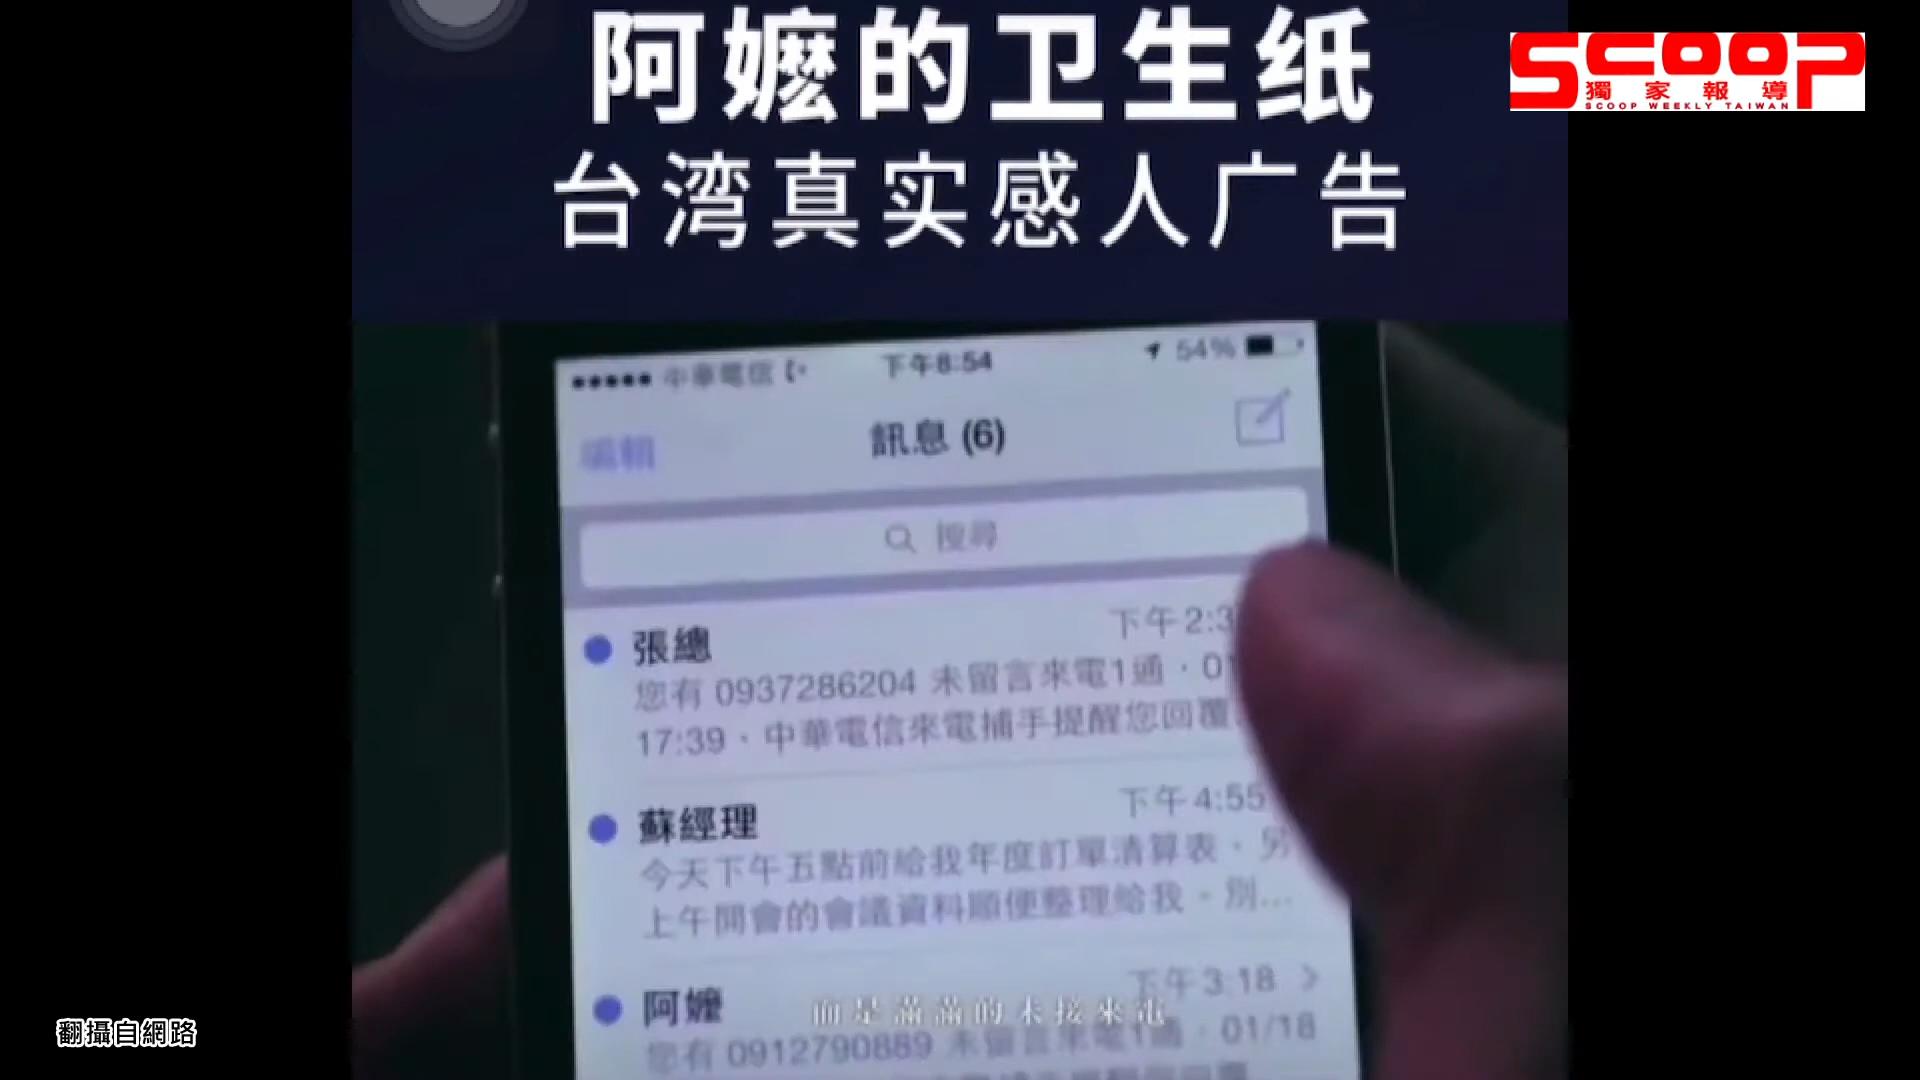 阿嬷的卫生纸
台湾真实感人广告
SCOOP
獨家報導
SCOOP WEEKLY TAIWAN
中華電信
下午8:54
54%
編輯
訊息 (6)
搜尋
張總
下午2:3
您有 0937286204 未留言來電1通,01
17:39、中華電信來電捕手提醒您回覆
蘇經理
下午4:55
今天下午五點前給我年度訂單清算表、另
上午開會的會議資料順便整理給我。別...
阿嬤
下午3:18
而是滿滿的未接來電
您有 0912790889 未留言來電1通,01/18
翻攝自網路